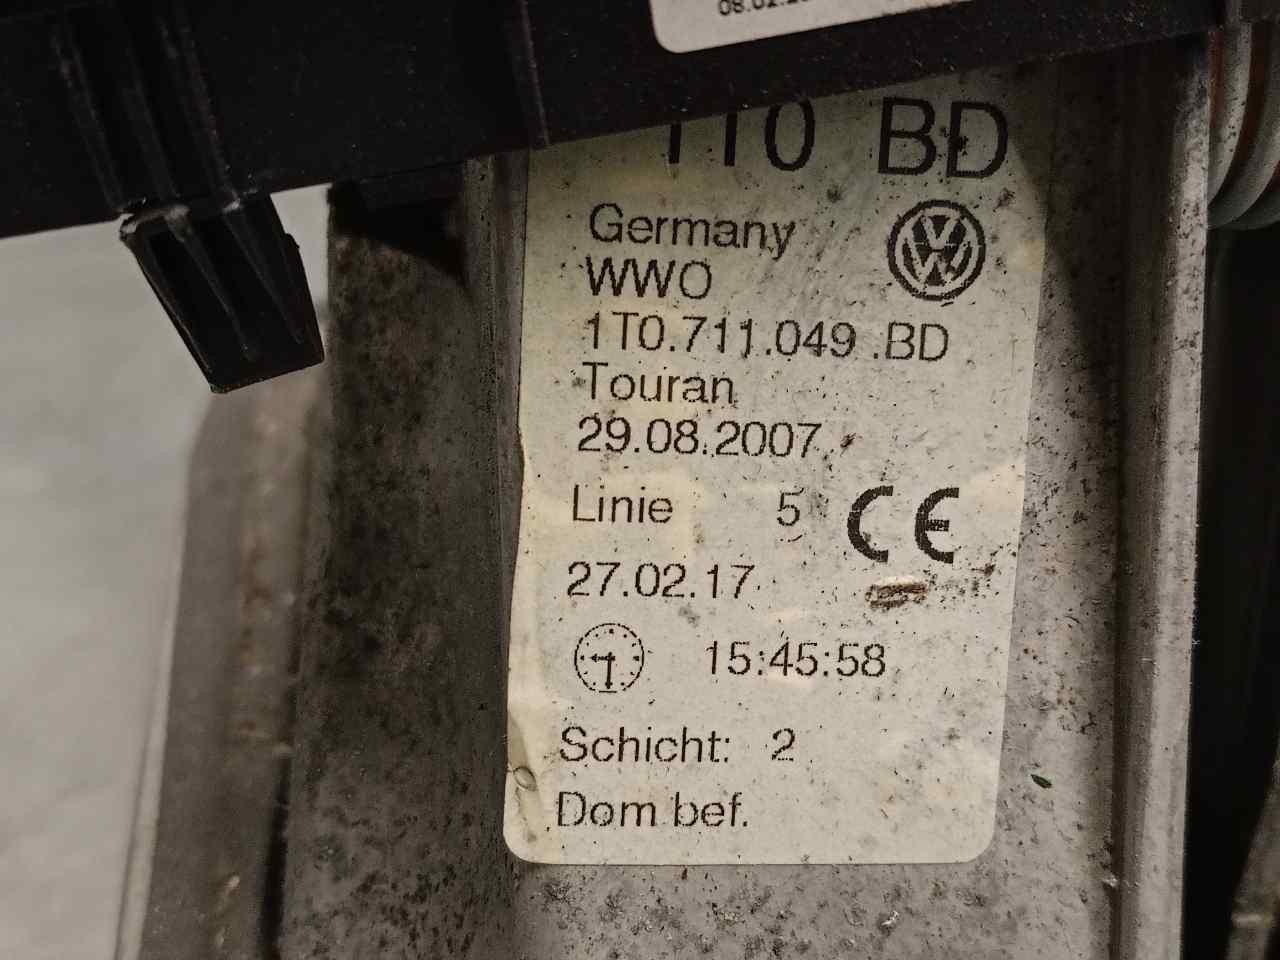 1T0 BD
Germany
WWO
1T0.711.049 .BD
Touran
29.08.2007
Linie 5 CE
27.02.17
15:45:58
Schicht: 2
Dom bef.